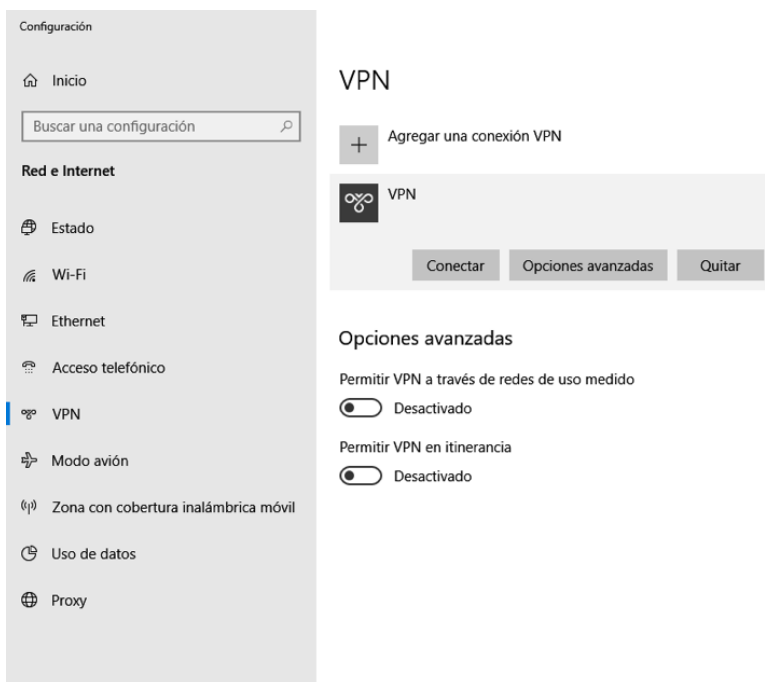 Configuración
Inicio
Buscar una configuración
Red e Internet
Estado
Wi-Fi
Ethernet
Acceso telefónico
VPN
Modo avión
Zona con cobertura inalámbrica móvil
Uso de datos
Proxy
VPN
Agregar una conexión VPN
VPN
Conectar
Opciones avanzadas
Quitar
Opciones avanzadas
Permitir VPN a través de redes de uso medido
Desactivado
Permitir VPN en itinerancia
Desactivado